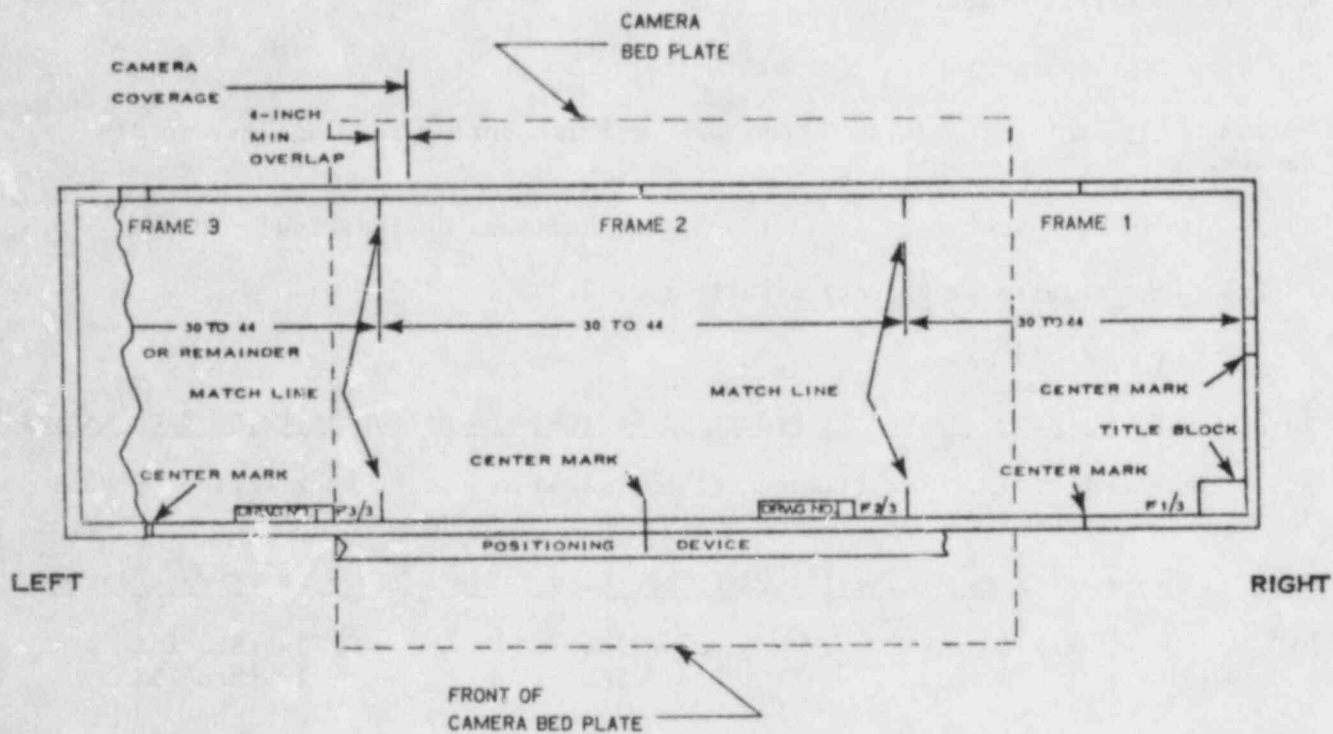 CAMERA
BED PLATE
CAMERA
COVERAGE
4-INCH
MIN
OVERLAP
FRAME 3
FRAME 2
FRAME 1
30 TO 44
OR REMAINDER
30 TO 44
30 TO 44
MATCH LINE
MATCH LINE
CENTER MARK
TITLE BLOCK
CENTER MARK
CENTER MARK
CENTER MARK
DRWG NO. F 3/3
DRWG NO. F 2/3
F 1/3
POSITIONING DEVICE
LEFT
RIGHT
FRONT OF
CAMERA BED PLATE